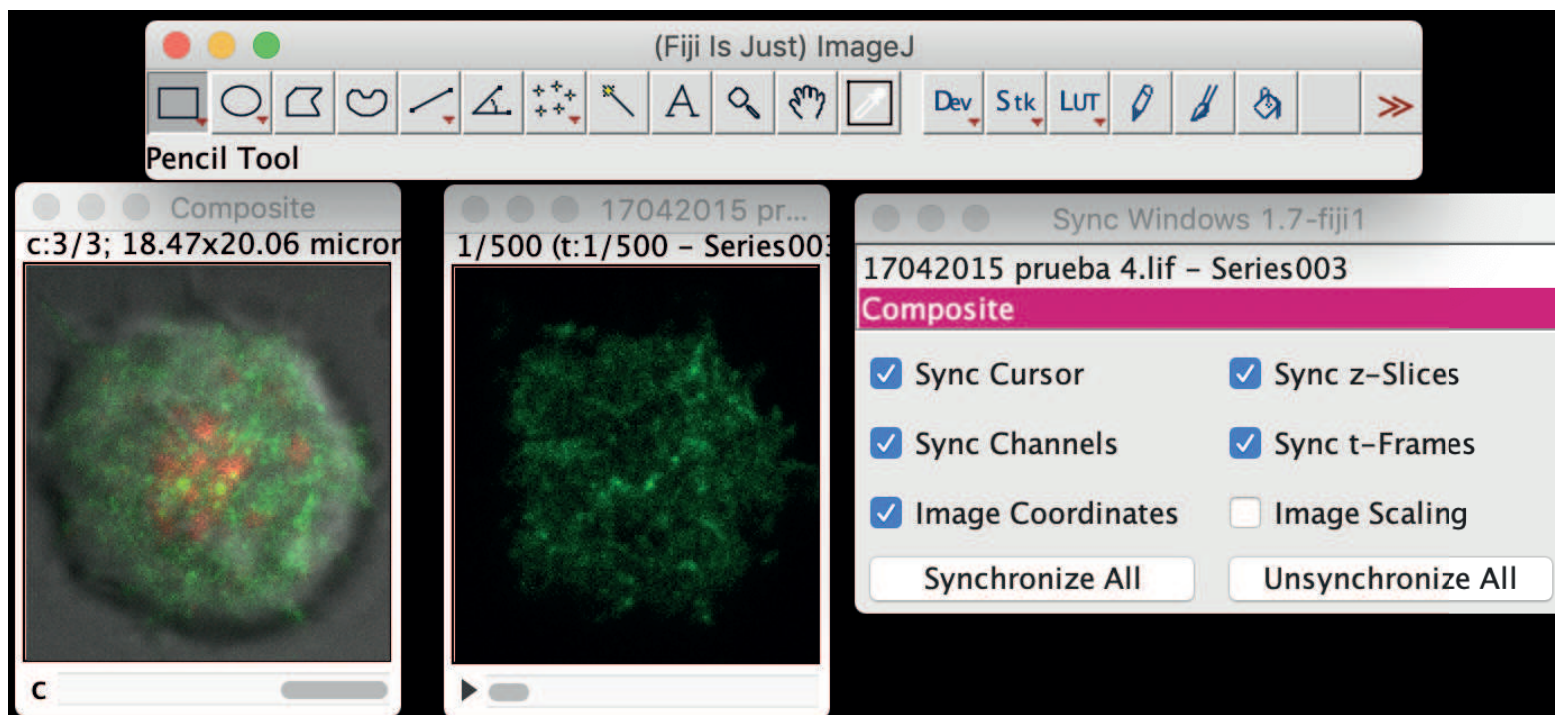 (Fiji Is Just) ImageJ
A Dev Stk LUT
Pencil Tool
Composite
c:3/3; 18.47x20.06 micror
17042015 pr...
1/500 (t:1/500 – Series003
Sync Windows 1.7-fiji1
17042015 prueba 4.lif – Series003
Composite
Sync Cursor
Sync z-Slices
Sync Channels
Sync t-Frames
Image Coordinates
Image Scaling
Synchronize All
Unsynchronize All
c